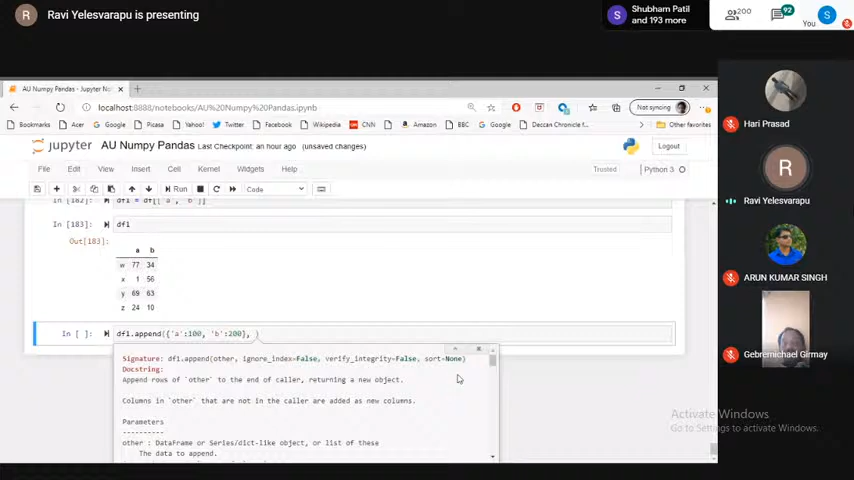 Ravi Yelesvarapu is presenting
R
S
Shubham Patil
and 193 more
200
92
You
S
AU Numpy Pandas - Jupyter Not
localhost:8888/notebooks/AU%20Numpy%20Pandas.ipynb
Not syncing
Bookmarks
Acer
Google
Picasa
Yahoo!
Twitter
Facebook
Wikipedia
CNN
Amazon
BBC
Google
Deccan Chronicle f...
Other favorites
jupyter
AU Numpy Pandas
Last Checkpoint: an hour ago (unsaved changes)
Logout
File
Edit
View
Insert
Cell
Kernel
Widgets
Help
Trusted
Python 3
Run
Code
In [182] df1 = df[['a', 'b']]
In [183]: df1
Out[183]:
a b
w 77 34
x 1 56
y 69 63
z 24 10
In [ ]: df1.append({'a':100, 'b':200}, )
Signature: df1.append(other, ignore_index=False, verify_integrity=False, sort=None)
Docstring:
Append rows of `other` to the end of caller, returning a new object.
Columns in `other` that are not in the caller are added as new columns.
Parameters
----------
other : DataFrame or Series/dict-like object, or list of these
The data to append.
Hari Prasad
R
Ravi Yelesvarapu
ARUN KUMAR SINGH
Gebremichael Girmay
Activate Windows
Go to Settings to activate Windows.